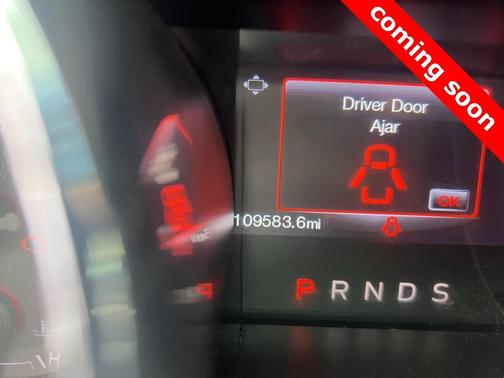 coming soon
Driver Door
Ajar
OK
109583.6mi
P R N D S
H